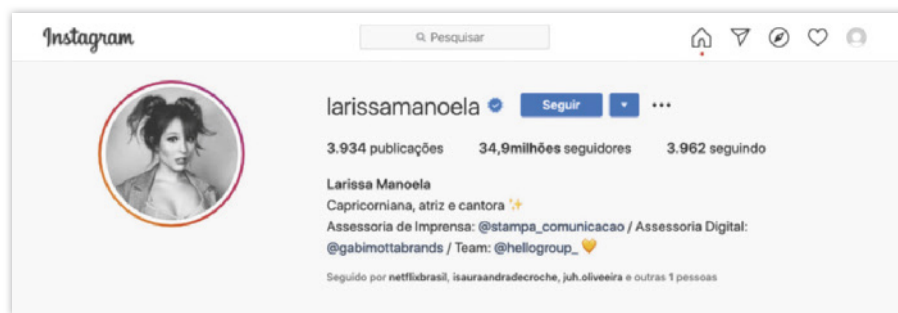 Instagram
Pesquisar
larissamanoela Seguir
3.934 publicações 34,9milhões seguidores 3.962 seguindo
Larissa Manoela
Capricorniana, atriz e cantora ✨
Assessoria de Imprensa: @stampa_comunicacao / Assessoria Digital:
@gabimottabrands / Team: @hellogroup_ 🧡
Seguido por netflixbrasil, isauraandradecroche, juh.oliveeira e outras 1 pessoas